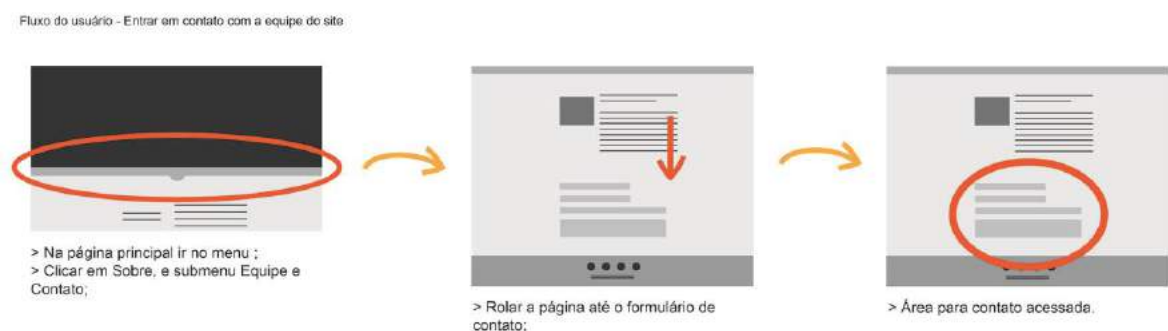 Fluxo do usuário - Entrar em contato com a equipe do site
> Na página principal ir no menu ;
> Clicar em Sobre, e submenu Equipe e
Contato;
> Rolar a página até o formulário de
contato;
> Área para contato acessada.